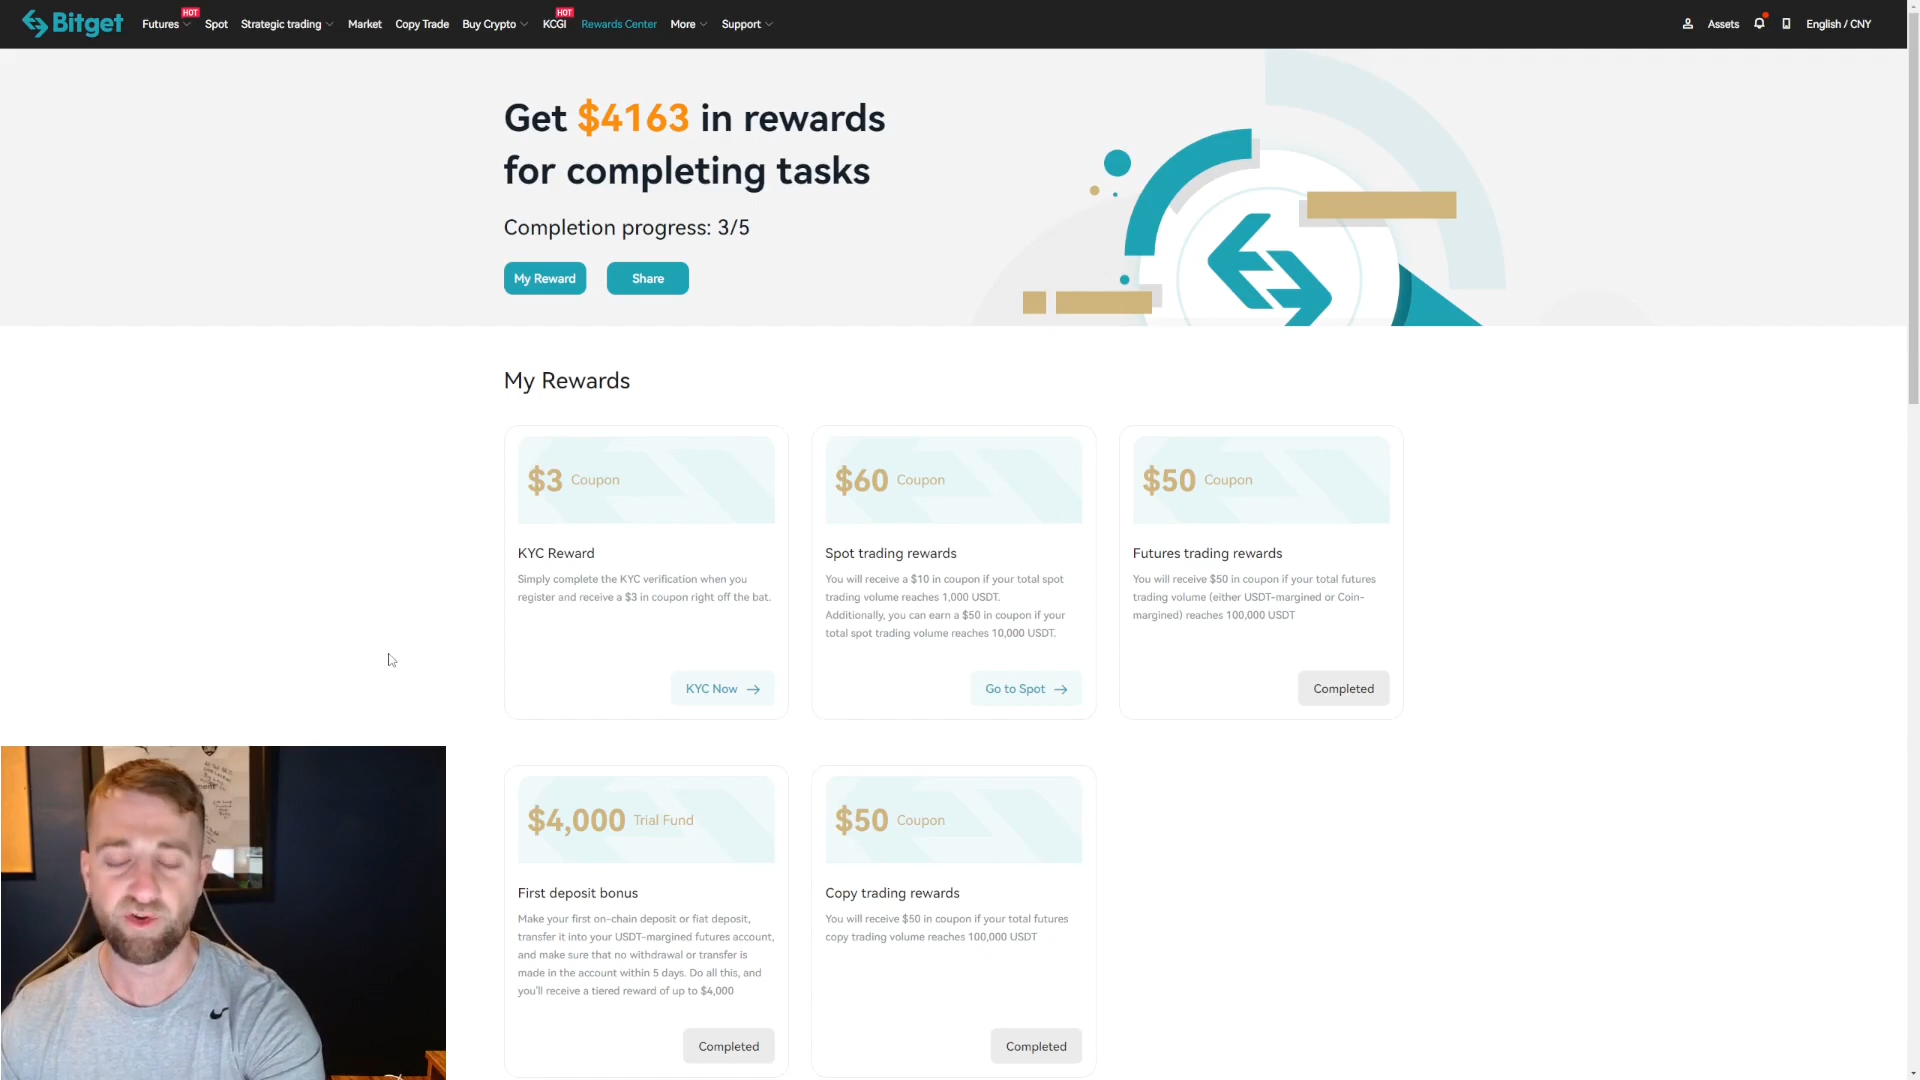 Bitget
Futures HOT Spot Strategic trading Market Copy Trade Buy Crypto KCGI HOT Rewards Center More Support Assets English / CNY
Get $4163 in rewards
for completing tasks
Completion progress: 3/5
My Reward Share
My Rewards
$3 Coupon
KYC Reward
Simply complete the KYC verification when you
register and receive a $3 in coupon right off the bat.
KYC Now
$60 Coupon
Spot trading rewards
You will receive a $10 in coupon if your total spot
trading volume reaches 1,000 USDT.
Additionally, you can earn a $50 in coupon if your
total spot trading volume reaches 10,000 USDT.
Go to Spot
$50 Coupon
Futures trading rewards
You will receive $50 in coupon if your total futures
trading volume (either USDT-margined or Coin-
margined) reaches 100,000 USDT
Completed
$4,000 Trial Fund
First deposit bonus
Make your first on-chain deposit or fiat deposit,
transfer it into your USDT-margined futures account,
and make sure that no withdrawal or transfer is
made in the account within 5 days. Do all this, and
you'll receive a tiered reward of up to $4,000
Completed
$50 Coupon
Copy trading rewards
You will receive $50 in coupon if your total futures
copy trading volume reaches 100,000 USDT
Completed